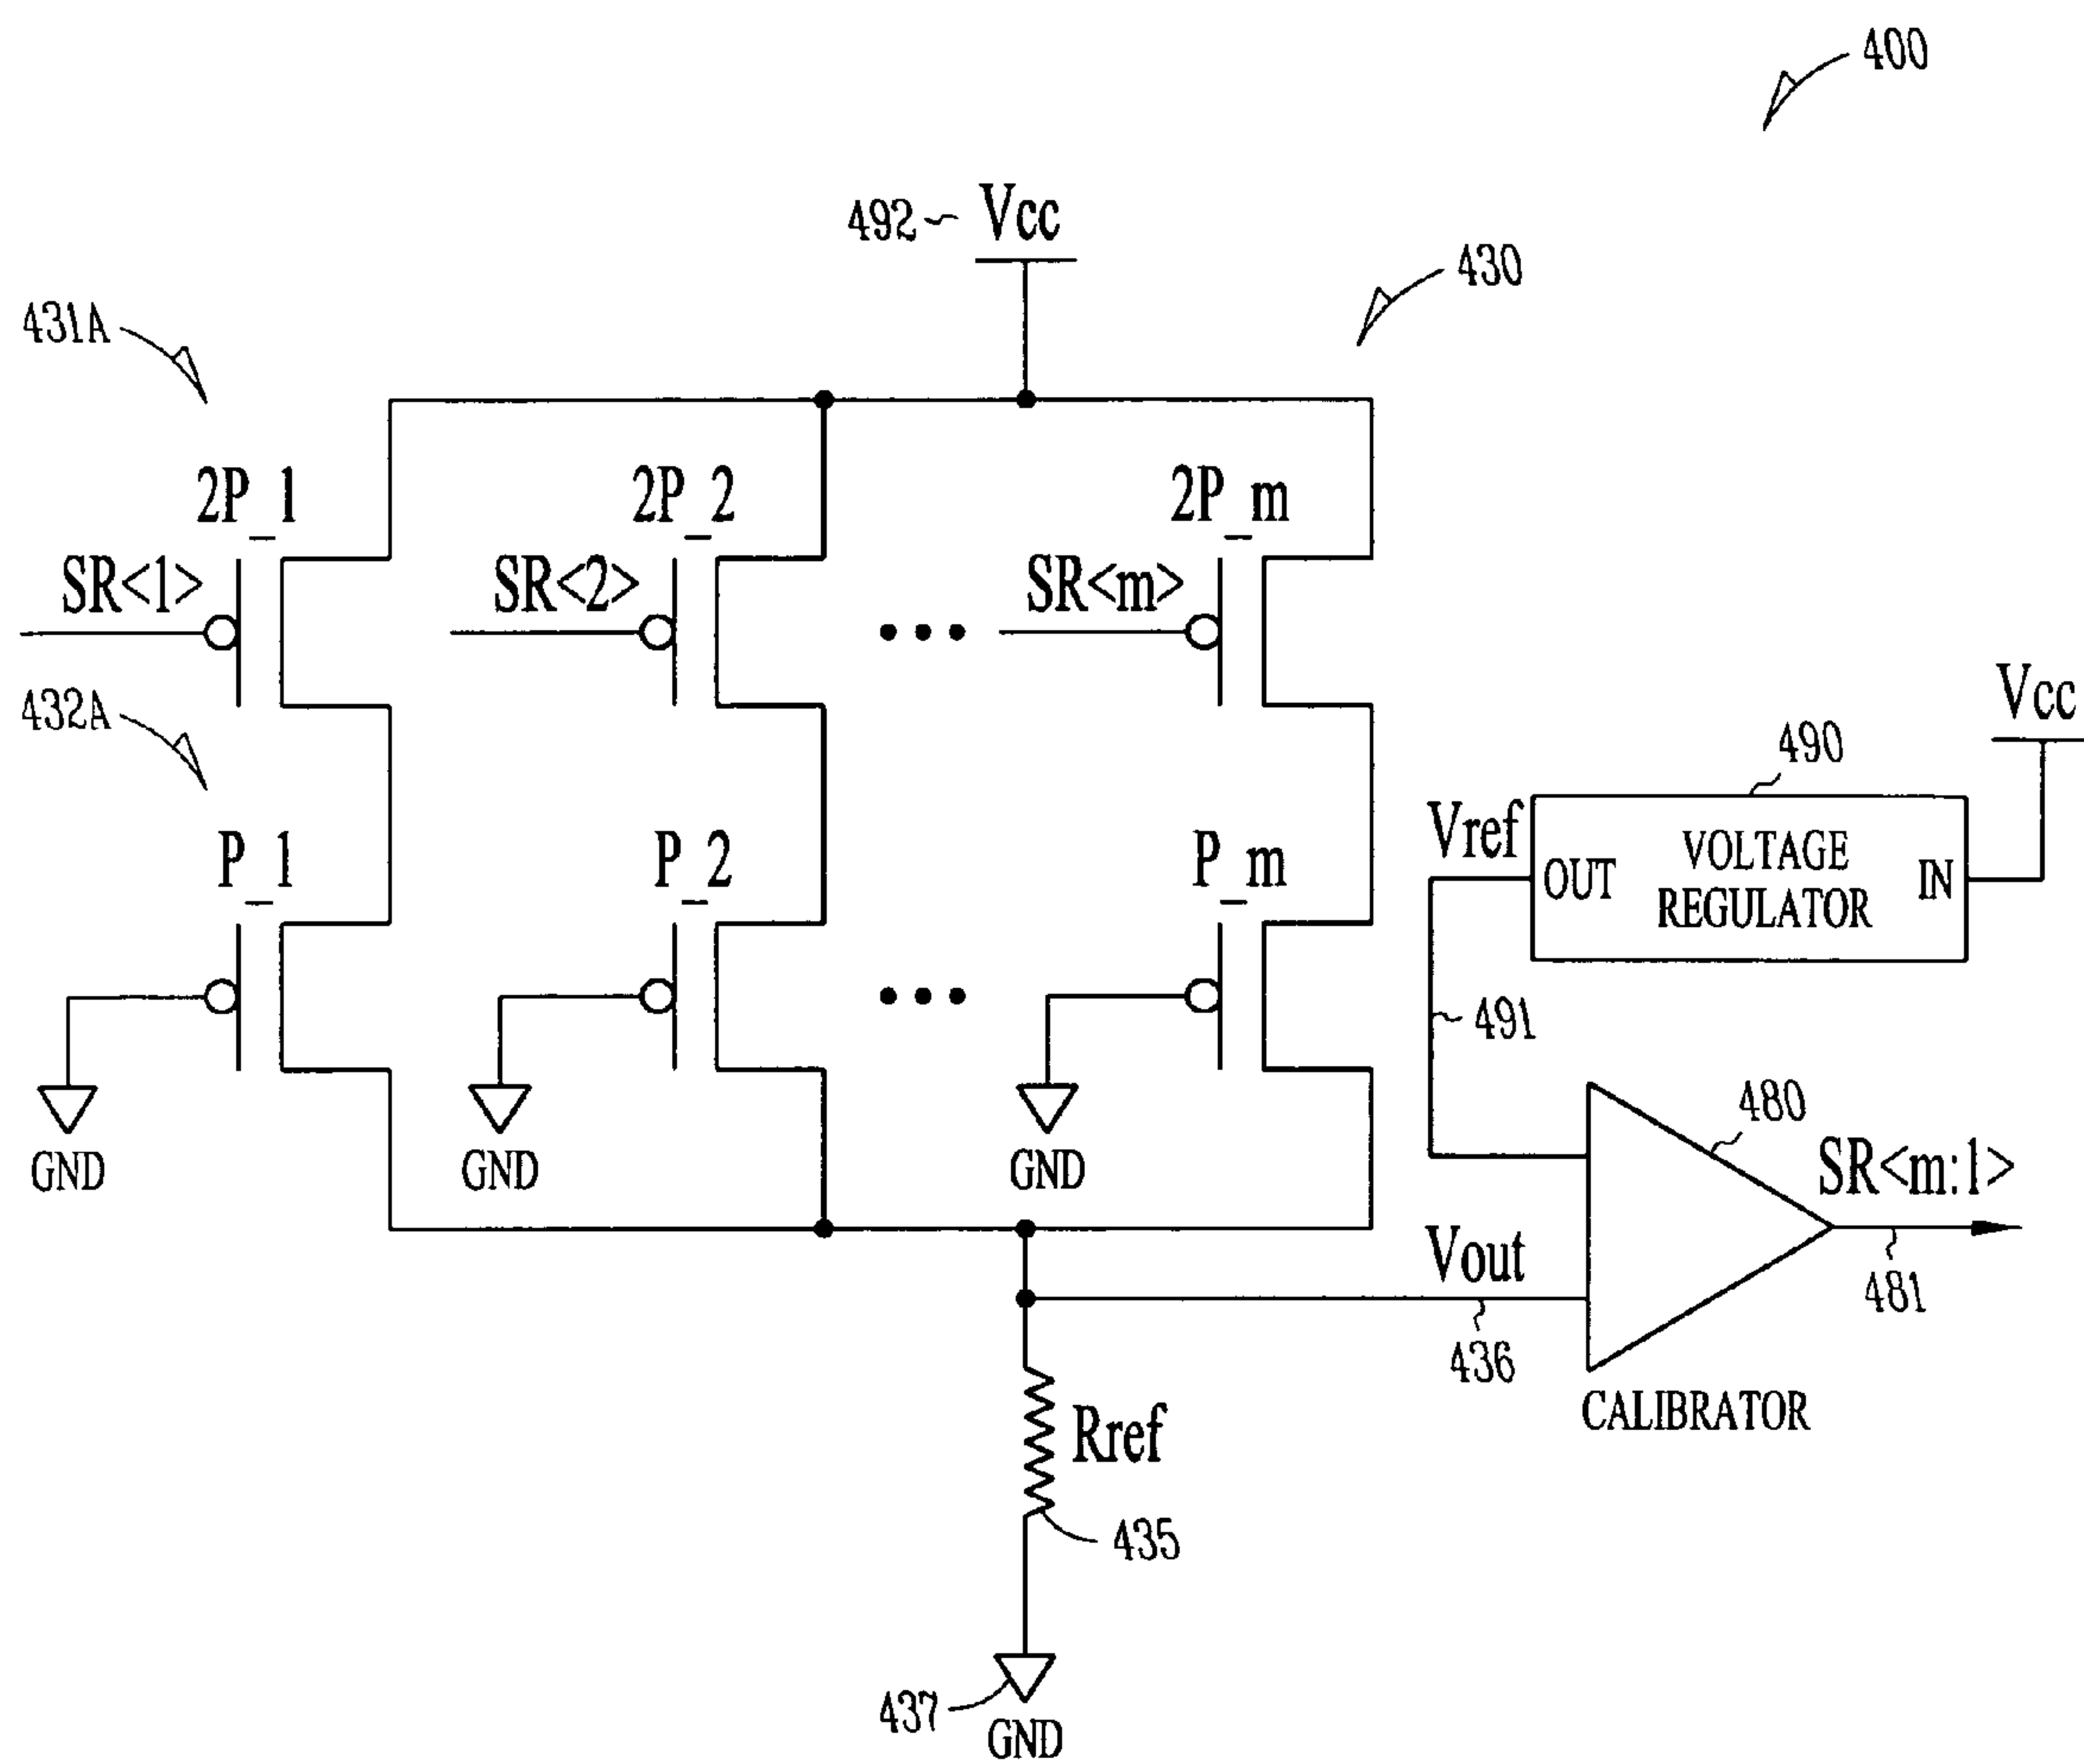 400
492 Vcc
430
431A
2P_1
2P_2
2P_m
SR<1>
SR<2>
SR<m>
432A
Vcc
490
P_1
P_2
P_m
Vref
OUT
VOLTAGE
REGULATOR
IN
491
GND
GND
GND
480
SR<m:1>
481
Vout
436
CALIBRATOR
Rref
435
437
GND